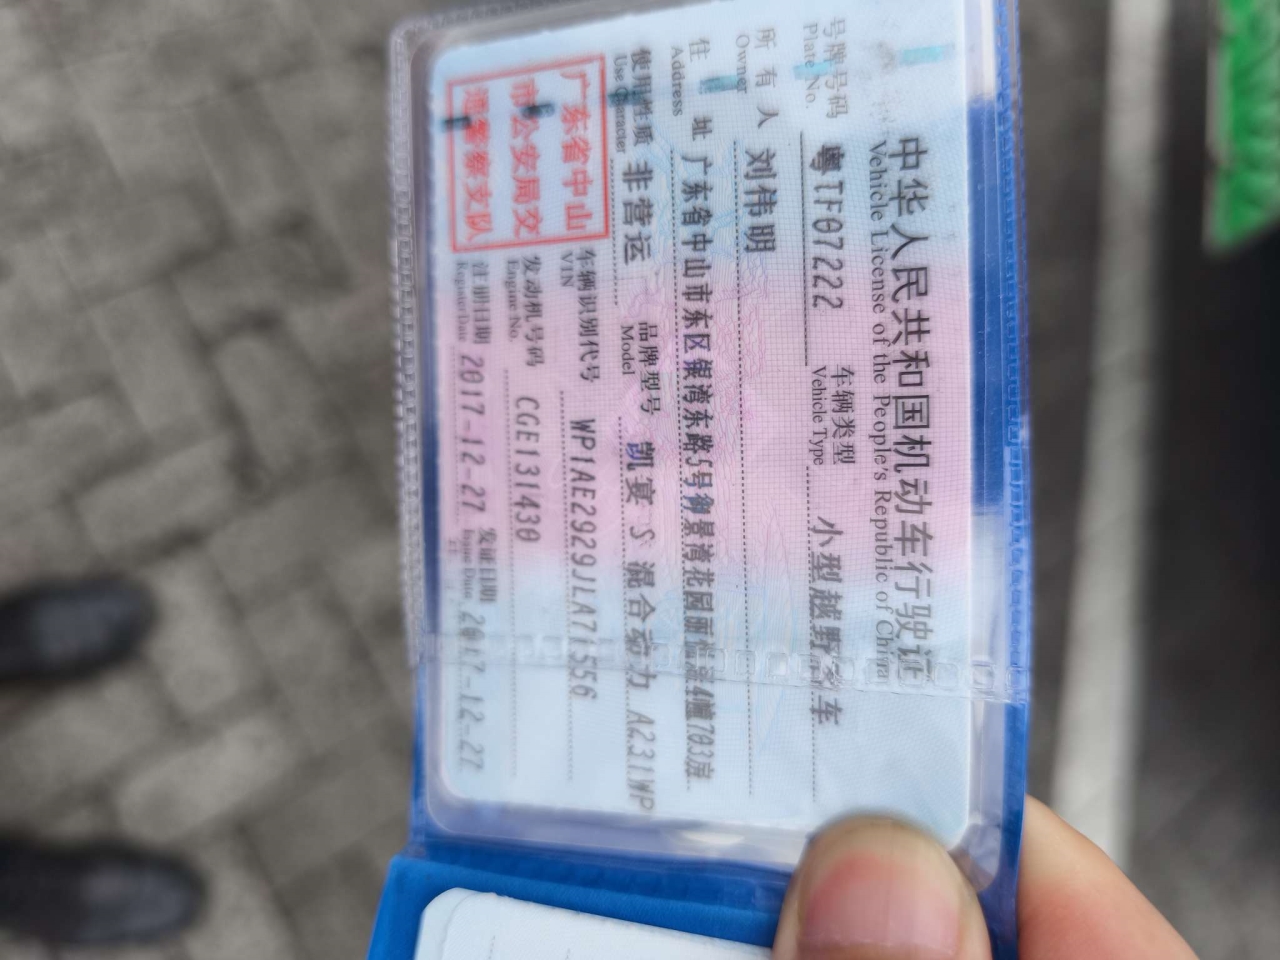 中华人民共和国机动车行驶证
Vehicle License of the People's Republic of China
号牌号码 粤TF07222 车辆类型 小型越野客车
Plate No. Vehicle Type
所有人 刘伟明
Owner
住址 广东省中山市东区银湾东路5号御景湾花园丽 4幢703房
Address
使用性质 非营运 品牌型号 凯宴 S 混合动力 A231WP
Use Character Model
广东省中山
市公安局交
通警察支队
车辆识别代号 WP1AE2929JLA71556
VIN
发动机号码 CGE131430
Engine No.
注册日期 2017-12-27 发证日期 2017-12-27
Register Date Issue Date